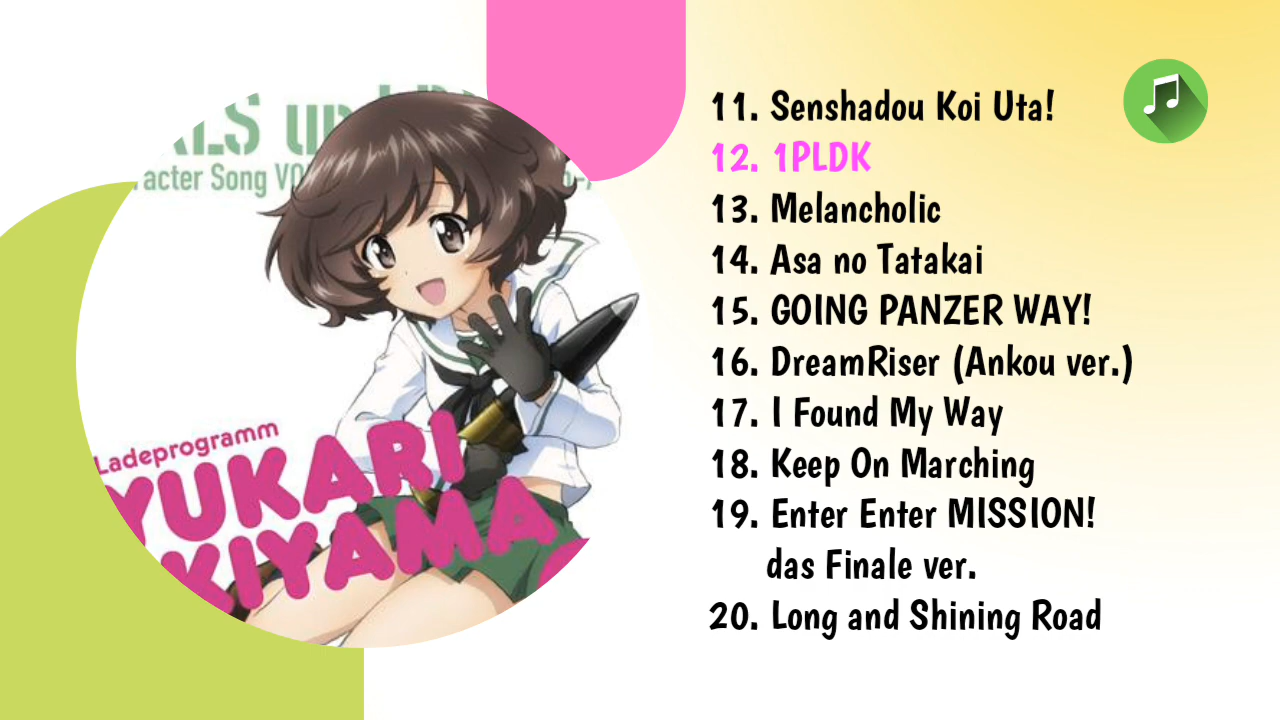 acter Song VO
Ladeprogramm
YUKARI
KIYAMA
11. Senshadou Koi Uta!
12. 1PLDK
13. Melancholic
14. Asa no Tatakai
15. GOING PANZER WAY!
16. DreamRiser (Ankou ver.)
17. I Found My Way
18. Keep On Marching
19. Enter Enter MISSION!
das Finale ver.
20. Long and Shining Road